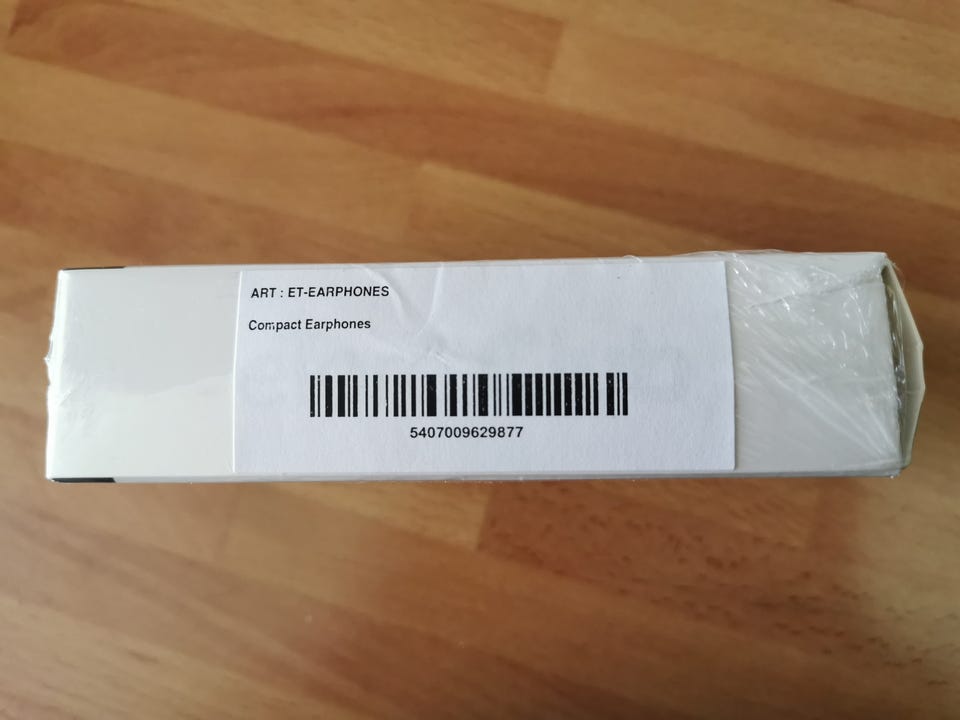 ART : ET-EARPHONES
Compact Earphones
5407009629877